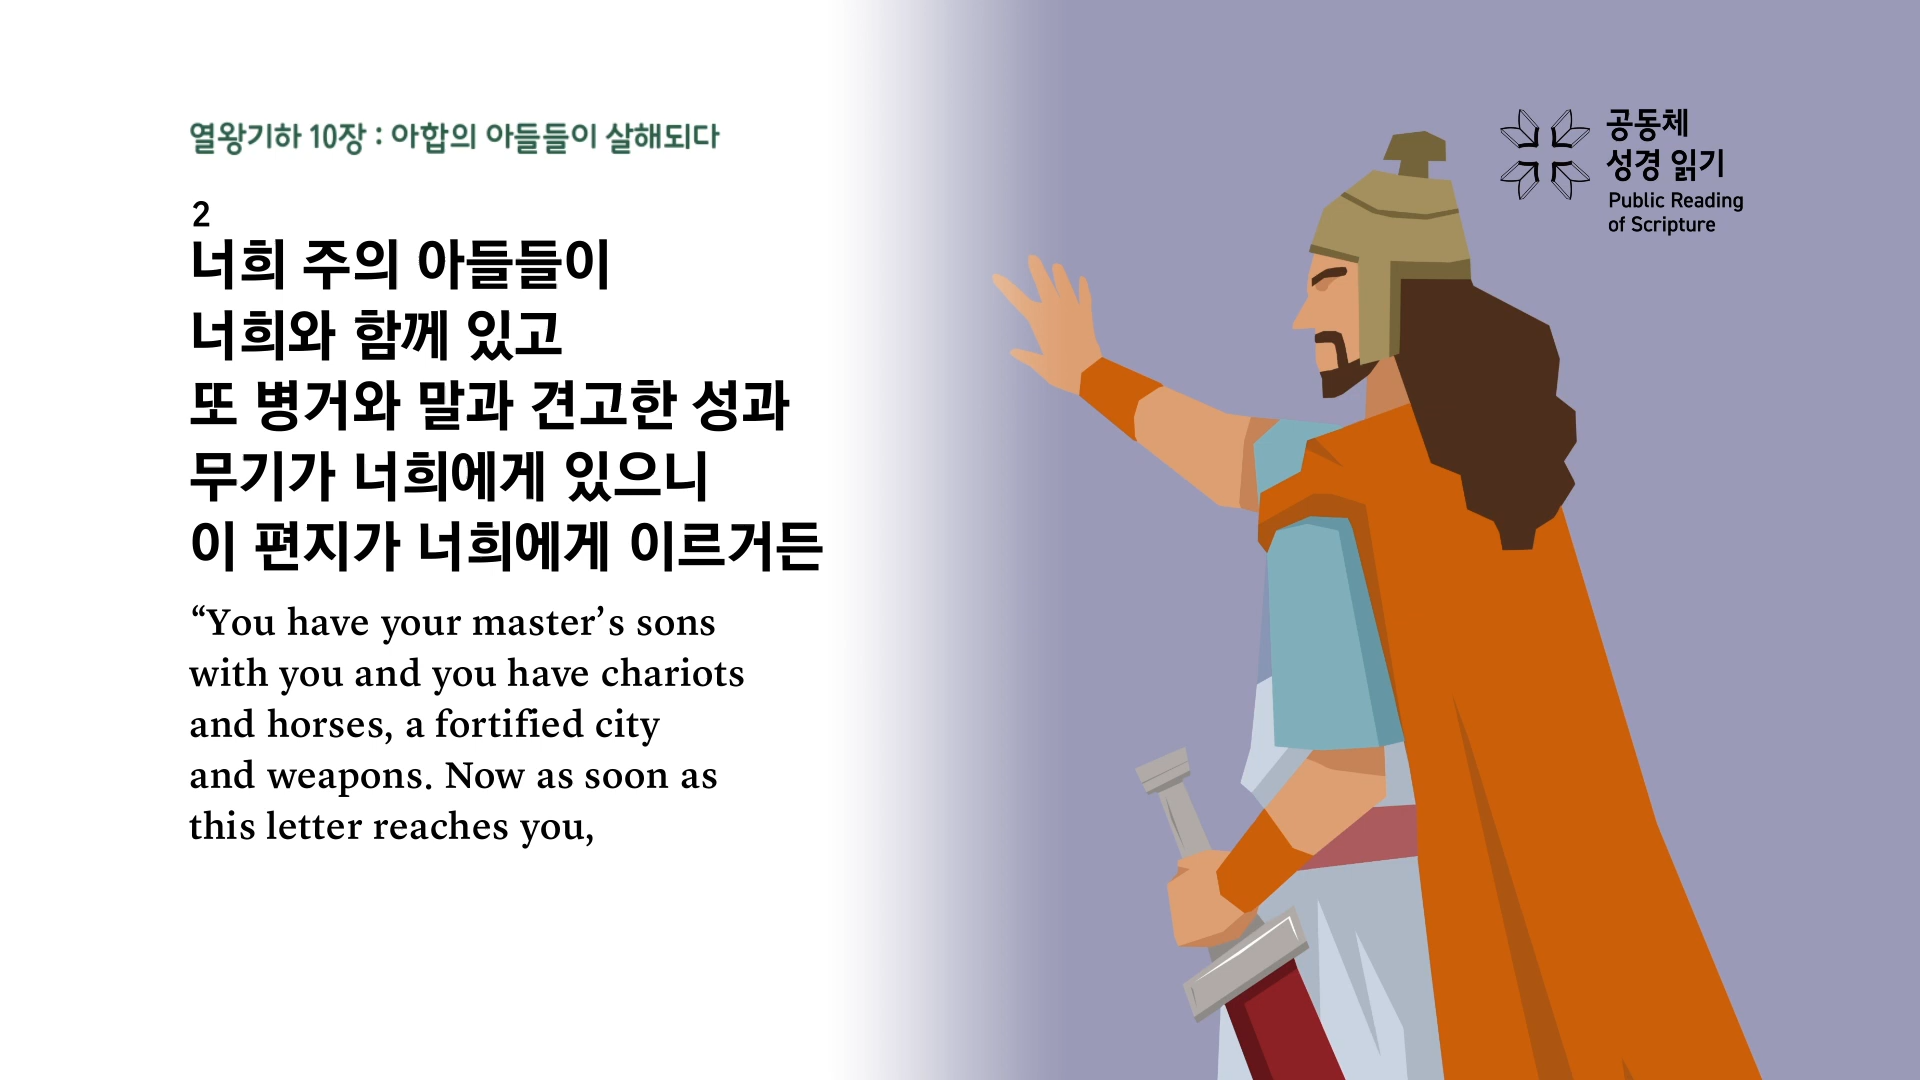 열왕기하 10장 : 아합의 아들들이 살해되다
2
너희 주의 아들들이
너희와 함께 있고
또 병거와 말과 견고한 성과
무기가 너희에게 있으니
이 편지가 너희에게 이르거든
“You have your master’s sons
with you and you have chariots
and horses, a fortified city
and weapons. Now as soon as
this letter reaches you,
공동체
성경 읽기
Public Reading
of Scripture